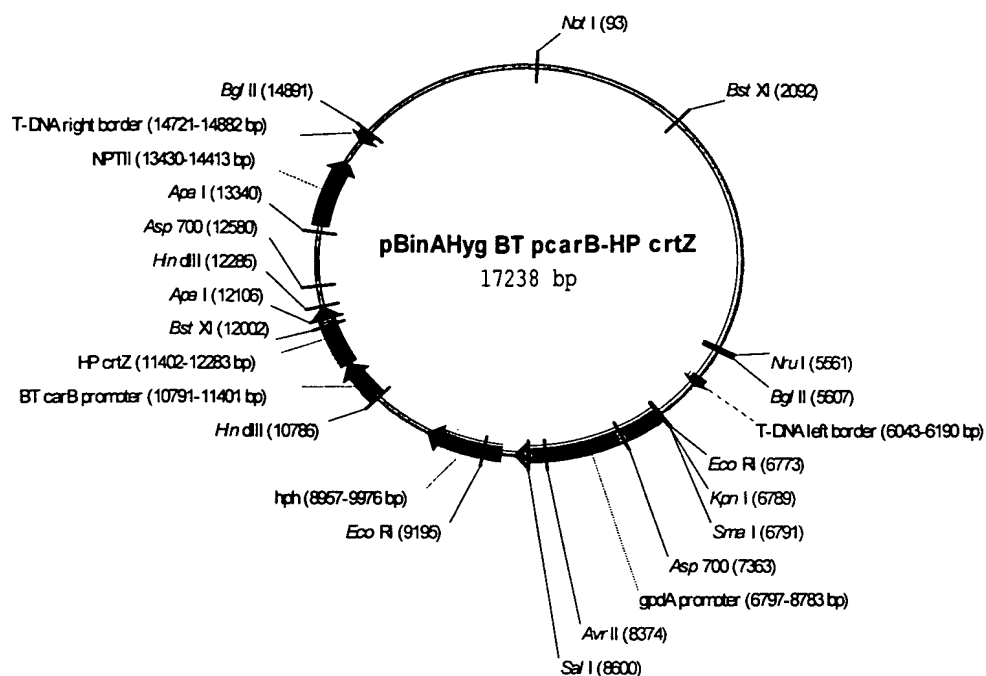 Not I (93)
Bst XI (2092)
Bgl II (14891)
T-DNA right border (14721-14882 bp)
NPTII (13430-14413 bp)
Apa I (13340)
Asp 700 (12580)
Hin dIII (12285)
Apa I (12106)
Bst XI (12002)
HP crtZ (11402-12283 bp)
BT carB promoter (10791-11401 bp)
Hin dIII (10786)
pBinAHyg BT pcarB-HP crtZ
17238 bp
Nru I (5561)
Bgl II (5607)
T-DNA left border (6043-6190 bp)
Eco RI (6773)
Kpn I (6789)
Sma I (6791)
Asp 700 (7363)
gpdA promoter (6797-8783 bp)
Avr II (8374)
Sal I (8600)
hph (8957-9976 bp)
Eco RI (9195)